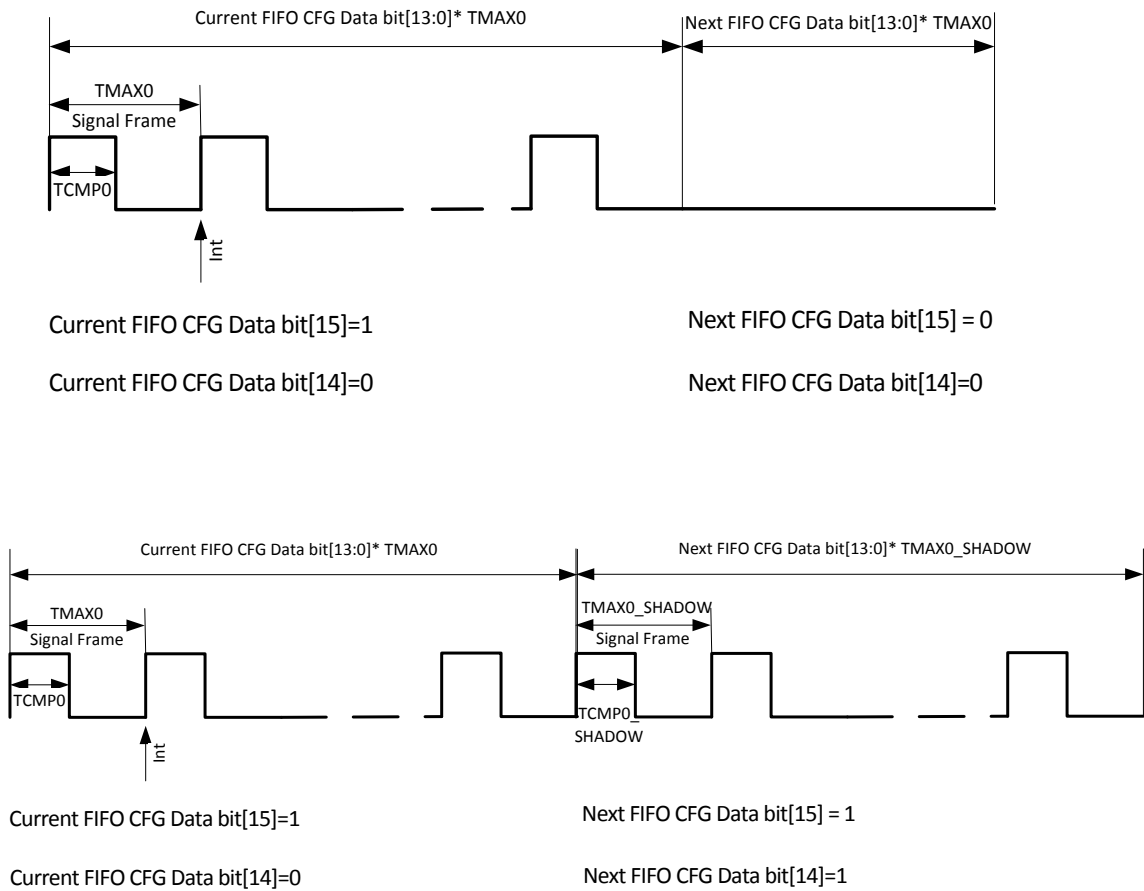 Current FIFO CFG Data bit[13:0]* TMAX0
Next FIFO CFG Data bit[13:0]* TMAX0
TMAX0
Signal Frame
TCMP0
Int
Current FIFO CFG Data bit[15]=1
Next FIFO CFG Data bit[15] = 0
Current FIFO CFG Data bit[14]=0
Next FIFO CFG Data bit[14]=0
Current FIFO CFG Data bit[13:0]* TMAX0
Next FIFO CFG Data bit[13:0]* TMAX0_SHADOW
TMAX0
Signal Frame
TMAX0_SHADOW
Signal Frame
TCMP0
TCMP0_
SHADOW
Int
Current FIFO CFG Data bit[15]=1
Next FIFO CFG Data bit[15] = 1
Current FIFO CFG Data bit[14]=0
Next FIFO CFG Data bit[14]=1